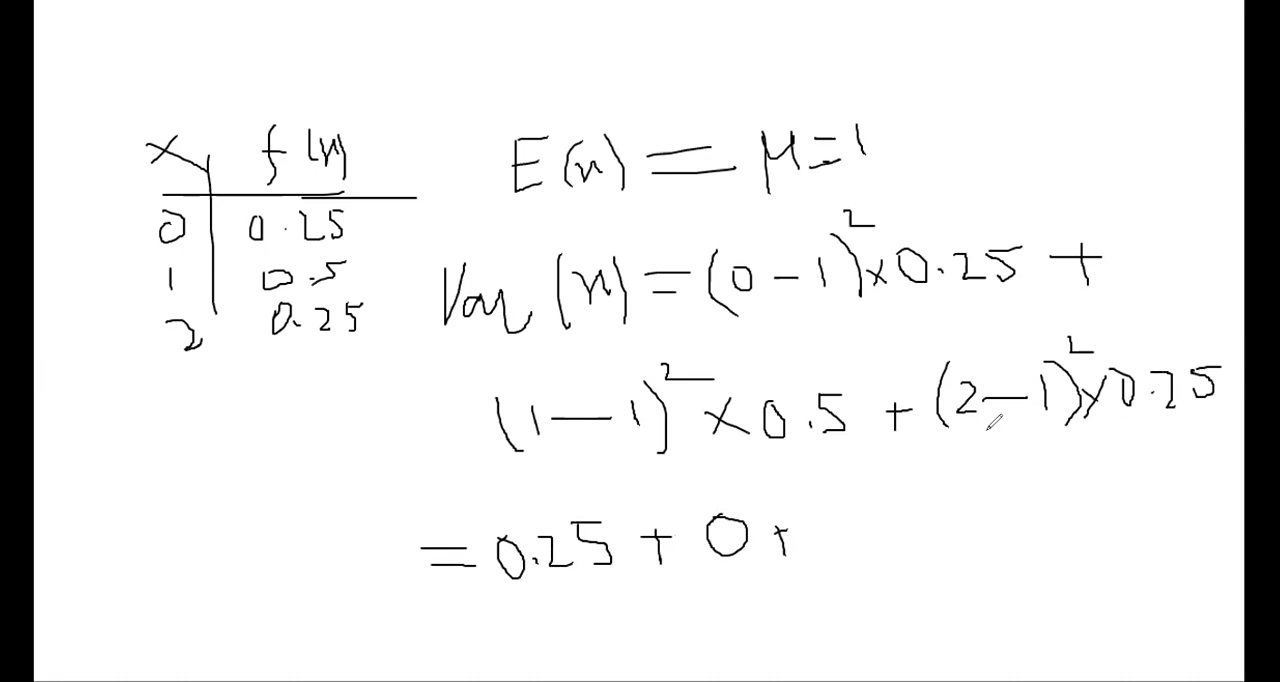 x f(x)
0 0.25
1 0.5
2 0.25
E(x) = μ = 1
Var(x) = (0 - 1)² × 0.25 +
(1 - 1)² × 0.5 + (2 - 1)² × 0.25
= 0.25 + 0 +